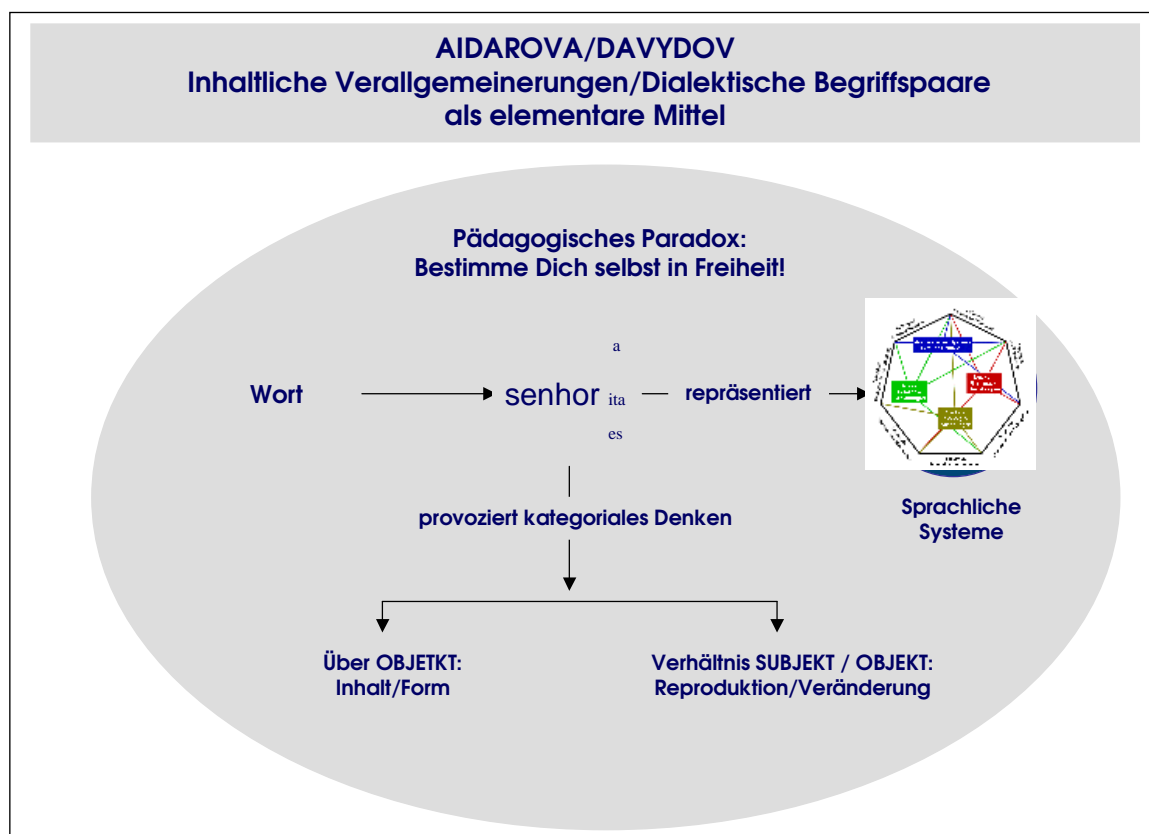 AIDAROVA/DAVYDOV
Inhaltliche Verallgemeinerungen/Dialektische Begriffspaare
als elementare Mittel
Pädagogisches Paradox:
Bestimme Dich selbst in Freiheit!
a
Wort
senhor ita
repräsentiert
es
provoziert kategoriales Denken
Sprachliche
Systeme
Über OBJETKT:
Inhalt/Form
Verhältnis SUBJEKT / OBJEKT:
Reproduktion/Veränderung